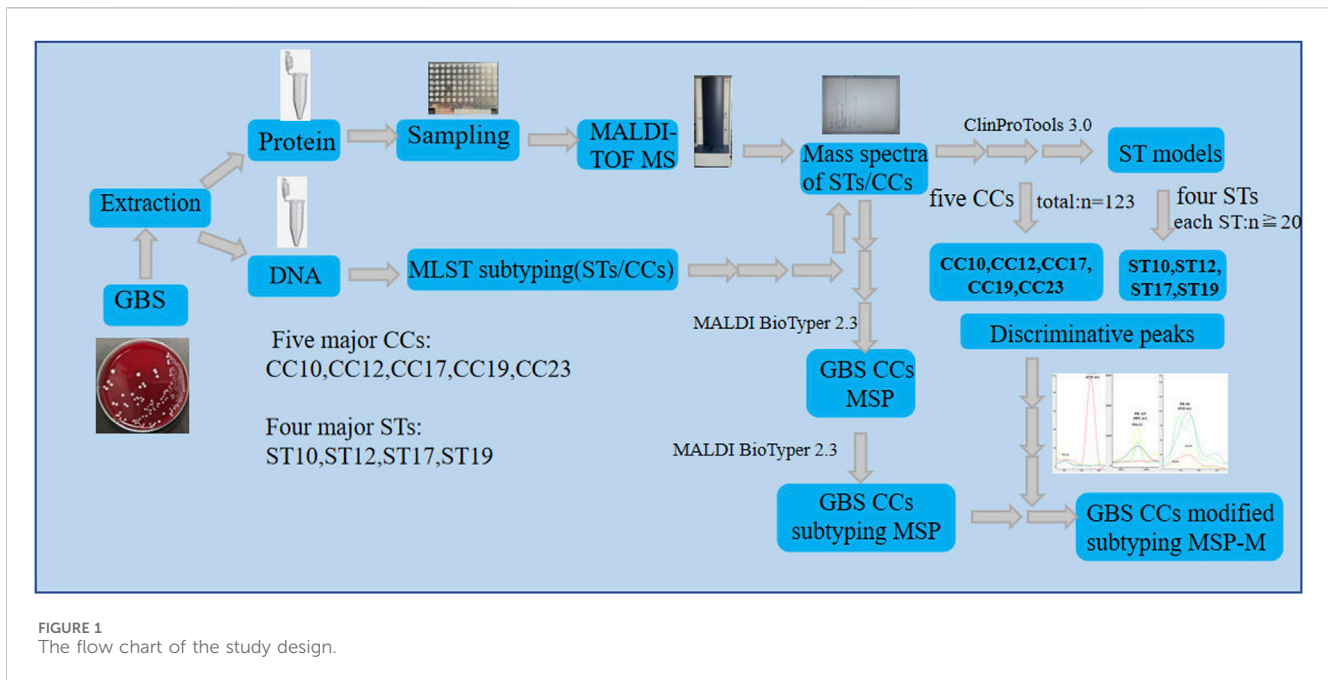 Protein
Sampling
MALDI-
TOF MS
Mass spectra
of STs/CCs
ClinProTools 3.0
ST models
Extraction
five CCs
total:n=123
four STs
each ST:n≧20
DNA
MLST subtyping(STs/CCs)
CC10,CC12,CC17,
CC19,CC23
ST10,ST12,
ST17,ST19
GBS
MALDI BioTyper 2.3
Discriminative peaks
Five major CCs:
CC10,CC12,CC17,CC19,CC23
GBS CCs
MSP
Four major STs:
ST10,ST12,ST17,ST19
MALDI BioTyper 2.3
GBS CCs
subtyping MSP
GBS CCs modified
subtyping MSP-M
FIGURE 1
The flow chart of the study design.